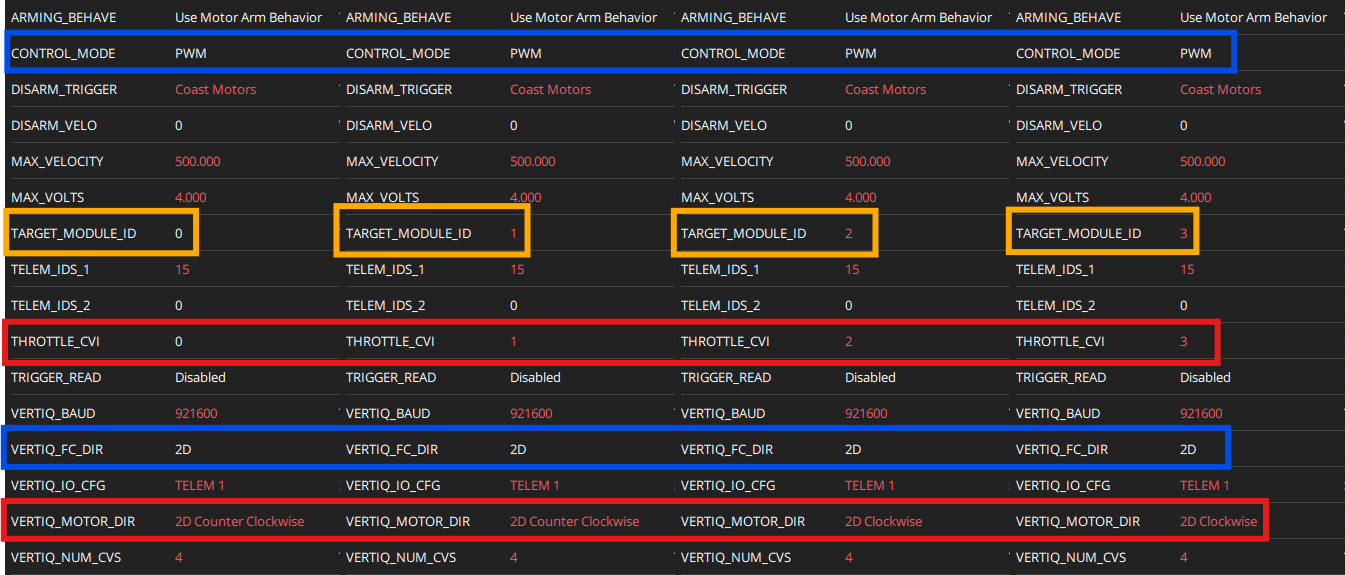 ARMING_BEHAVE Use Motor Arm Behavior ARMING_BEHAVE Use Motor Arm Behavior ARMING_BEHAVE Use Motor Arm Behavior ARMING_BEHAVE Use Motor Arm Behavior
CONTROL_MODE PWM CONTROL_MODE PWM CONTROL_MODE PWM CONTROL_MODE PWM
DISARM_TRIGGER Coast Motors DISARM_TRIGGER Coast Motors DISARM_TRIGGER Coast Motors DISARM_TRIGGER Coast Motors
DISARM_VELO 0 DISARM_VELO 0 DISARM_VELO 0 DISARM_VELO 0
MAX_VELOCITY 500.000 MAX_VELOCITY 500.000 MAX_VELOCITY 500.000 MAX_VELOCITY 500.000
MAX_VOLTS 4.000 MAX_VOLTS 4.000 MAX_VOLTS 4.000 MAX_VOLTS 4.000
TARGET_MODULE_ID 0 TARGET_MODULE_ID 1 TARGET_MODULE_ID 2 TARGET_MODULE_ID 3
TELEM_IDS_1 15 TELEM_IDS_1 15 TELEM_IDS_1 15 TELEM_IDS_1 15
TELEM_IDS_2 0 TELEM_IDS_2 0 TELEM_IDS_2 0 TELEM_IDS_2 0
THROTTLE_CVI 0 THROTTLE_CVI 1 THROTTLE_CVI 2 THROTTLE_CVI 3
TRIGGER_READ Disabled TRIGGER_READ Disabled TRIGGER_READ Disabled TRIGGER_READ Disabled
VERTIQ_BAUD 921600 VERTIQ_BAUD 921600 VERTIQ_BAUD 921600 VERTIQ_BAUD 921600
VERTIQ_FC_DIR 2D VERTIQ_FC_DIR 2D VERTIQ_FC_DIR 2D VERTIQ_FC_DIR 2D
VERTIQ_IO_CFG TELEM 1 VERTIQ_IO_CFG TELEM 1 VERTIQ_IO_CFG TELEM 1 VERTIQ_IO_CFG TELEM 1
VERTIQ_MOTOR_DIR 2D Counter Clockwise VERTIQ_MOTOR_DIR 2D Counter Clockwise VERTIQ_MOTOR_DIR 2D Clockwise VERTIQ_MOTOR_DIR 2D Clockwise
VERTIQ_NUM_CVS 4 VERTIQ_NUM_CVS 4 VERTIQ_NUM_CVS 4 VERTIQ_NUM_CVS 4